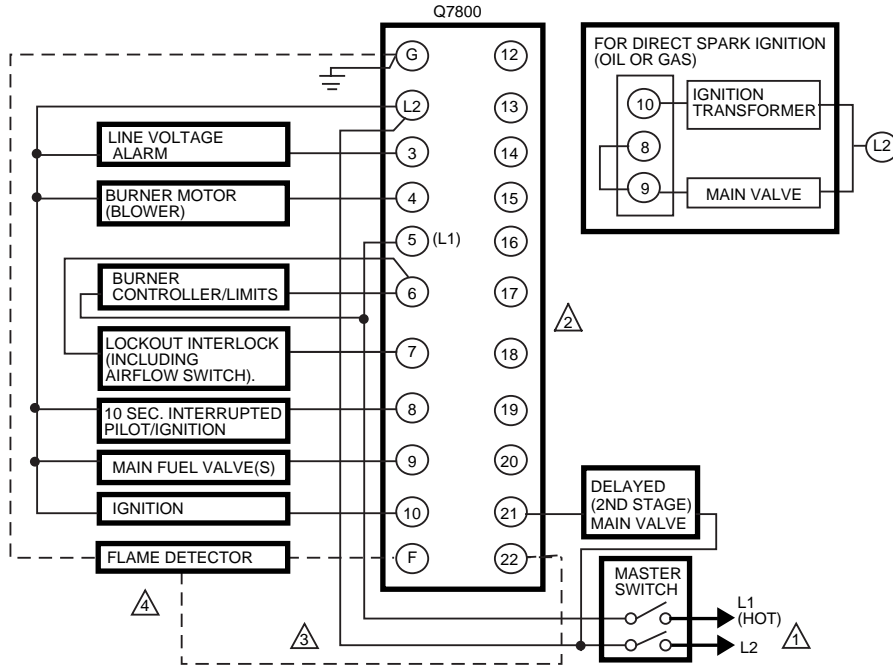 Q7800
G
L2
3
4
5
(L1)
6
7
8
9
10
F
12
13
14
15
16
17
18
19
20
21
22
LINE VOLTAGE
ALARM
BURNER MOTOR
(BLOWER)
BURNER
CONTROLLER/LIMITS
LOCKOUT INTERLOCK
(INCLUDING
AIRFLOW SWITCH).
10 SEC. INTERRUPTED
PILOT/IGNITION
MAIN FUEL VALVE(S)
IGNITION
FLAME DETECTOR
4
3
2
FOR DIRECT SPARK IGNITION
(OIL OR GAS)
10
8
9
IGNITION
TRANSFORMER
MAIN VALVE
L2
DELAYED
(2ND STAGE)
MAIN VALVE
MASTER
SWITCH
L1
(HOT)
L2
1